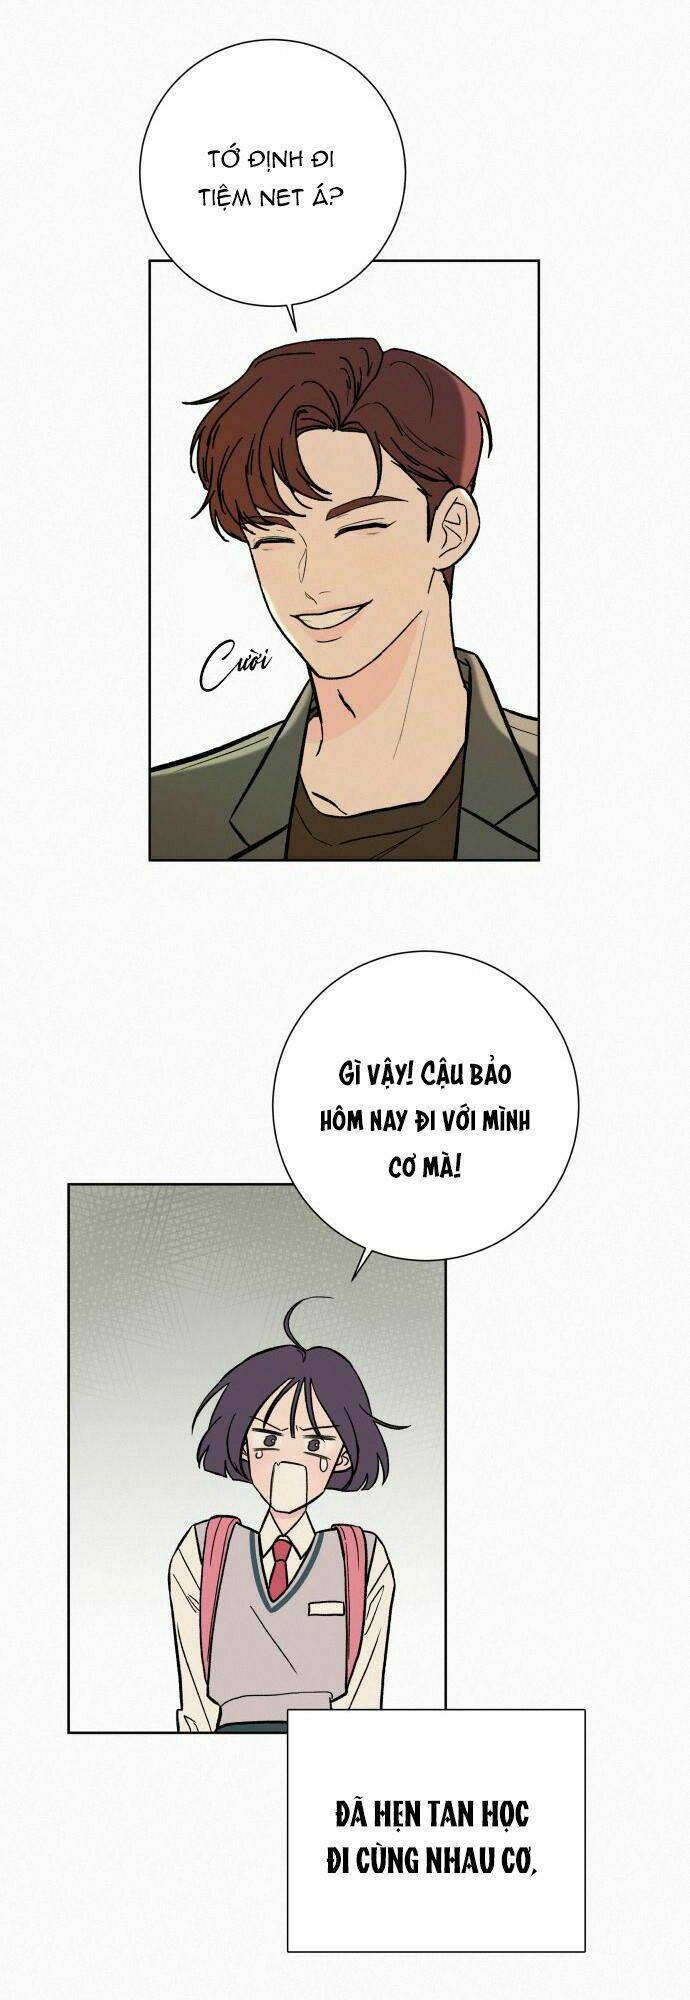 TỚ ĐỊNH ĐI
TIỆM NET Á?
Cười
GÌ VẬY! CẬU BẢO
HÔM NAY ĐI VỚI MÌNH
CƠ MÀ!
ĐÃ HẸN TAN HỌC
ĐI CÙNG NHAU CƠ.